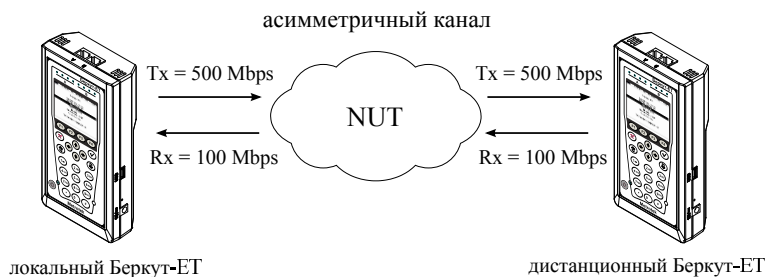 асимметричный канал
Tx = 500 Mbps
Tx = 500 Mbps
NUT
Rx = 100 Mbps
Rx = 100 Mbps
локальный Беркут-ET
дистанционный Беркут-ET